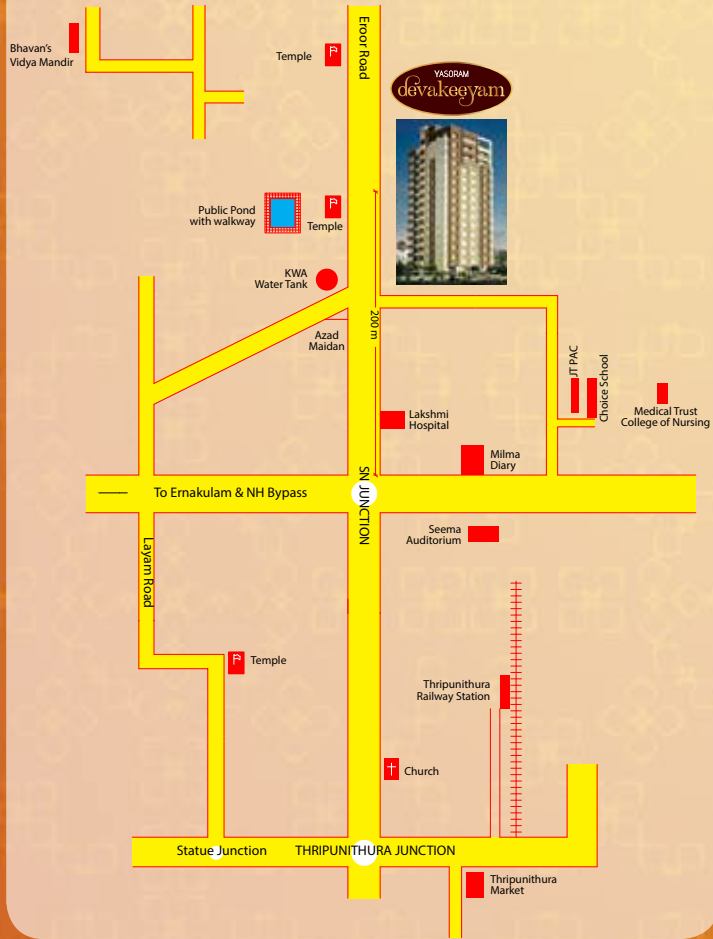 Bhavan's
Vidya Mandir
Temple
Eroor Road
YASORAM
devakeeyam
Public Pond
with walkway
Temple
KWA
Water Tank
200 m
Azad
Maidan
JT PAC
Choice School
Medical Trust
College of Nursing
Lakshmi
Hospital
Milma
Diary
To Ernakulam & NH Bypass
SN JUNCTION
Seema
Auditorium
Layam Road
Temple
Thripunithura
Railway Station
Church
Statue Junction
THRIPUNITHURA JUNCTION
Thripunithura
Market